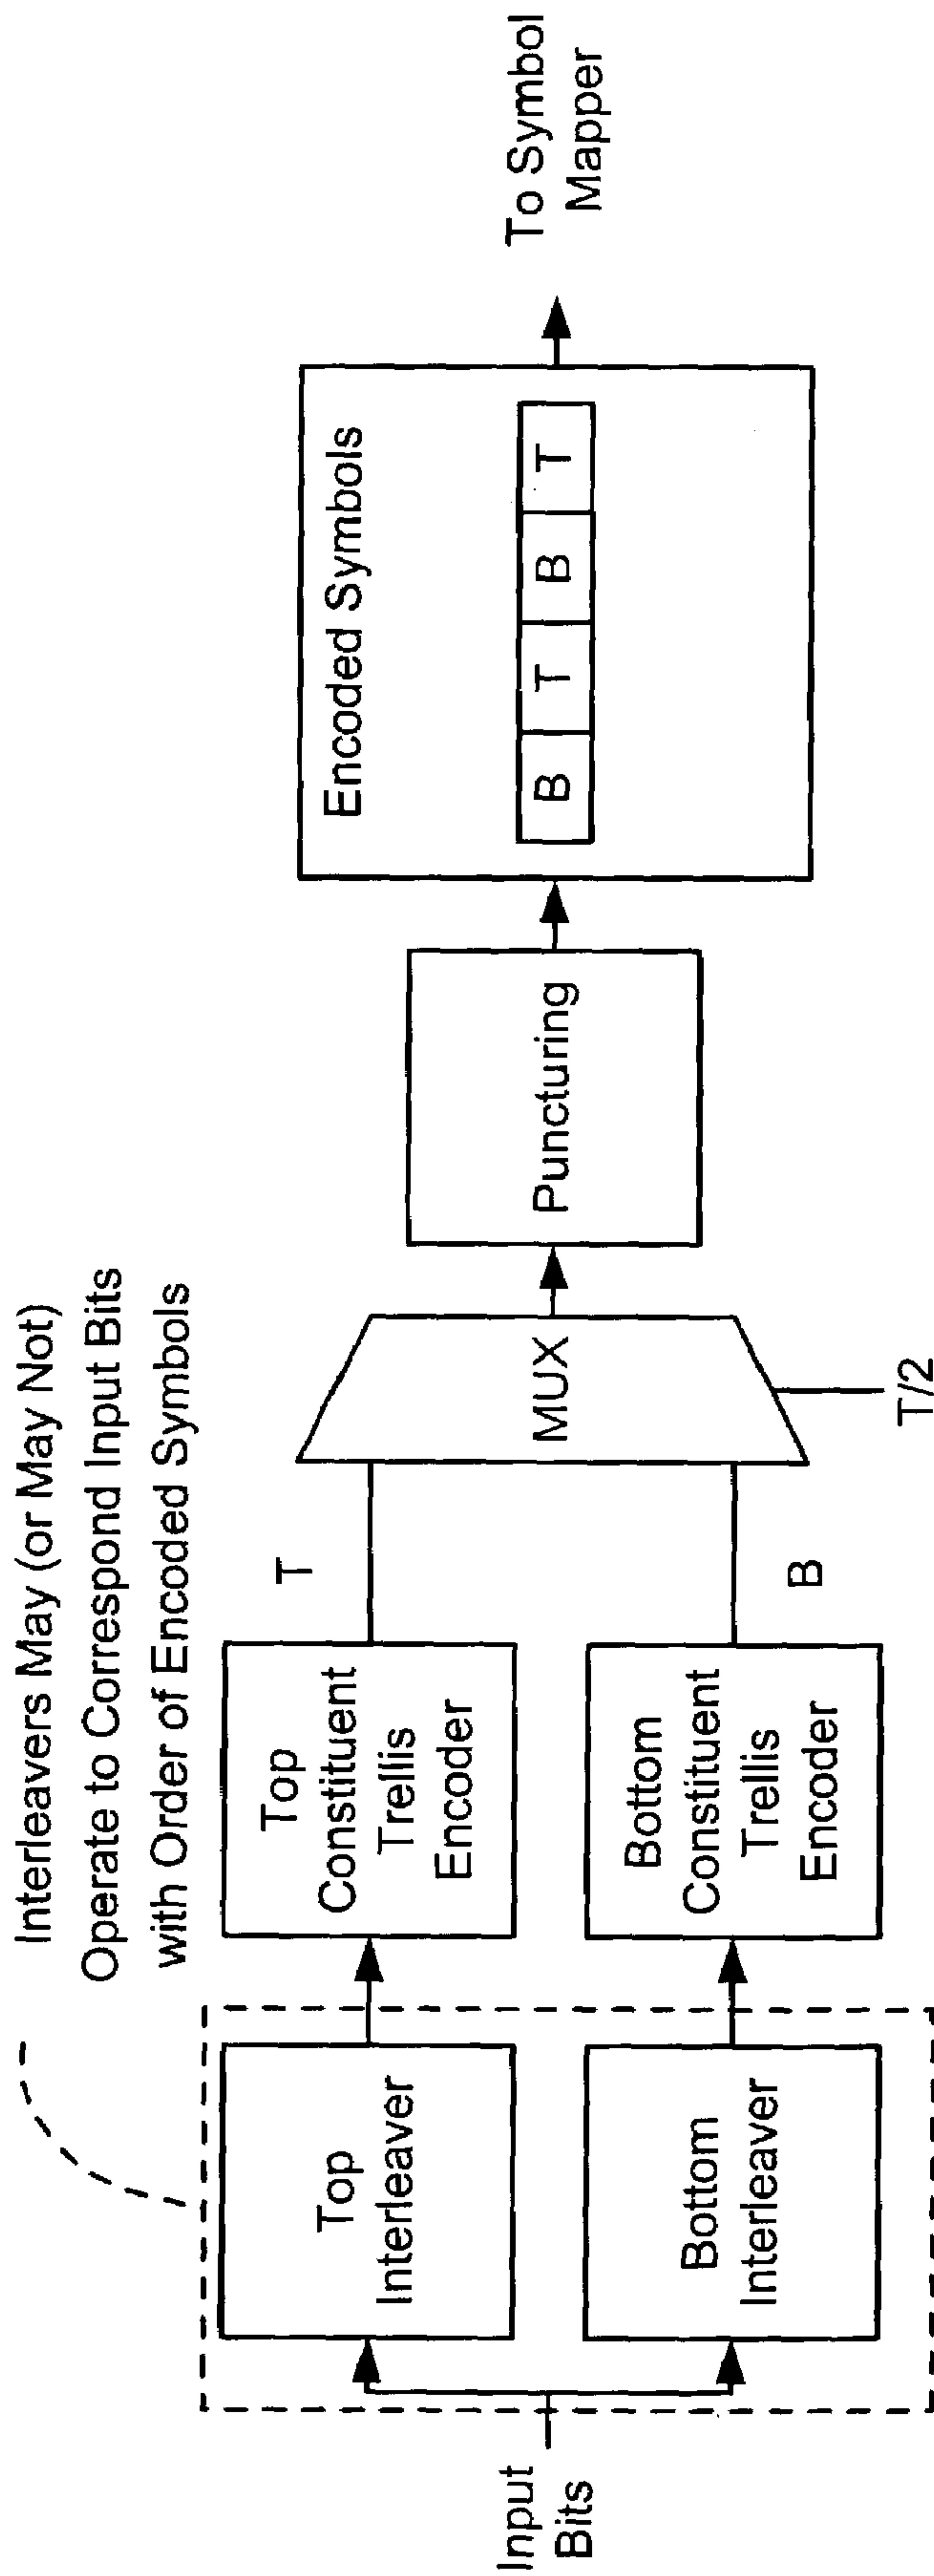 Interleavers May (or May Not)
Operate to Correspond Input Bits
with Order of Encoded Symbols
Input
Bits
Top
Interleaver
Bottom
Interleaver
Top
Constituent
Trellis
Encoder
Bottom
Constituent
Trellis
Encoder
T
B
MUX
T/2
Puncturing
Encoded Symbols
B T B T
To Symbol
Mapper